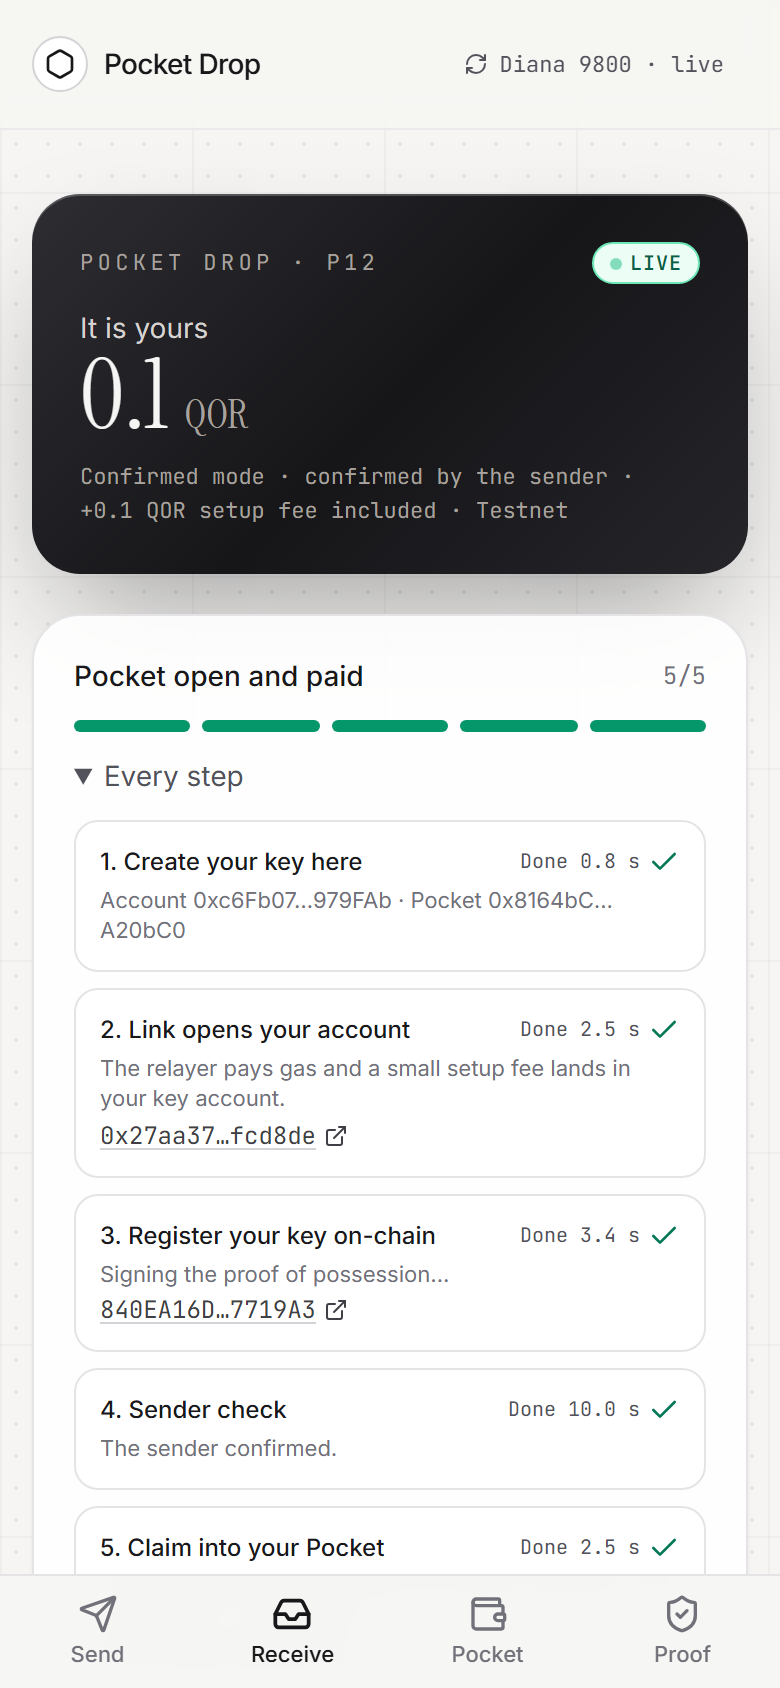 Pocket Drop
Diana 9800 · live
POCKET DROP · P12
LIVE
It is yours
0.1 QOR
Confirmed mode · confirmed by the sender ·
+0.1 QOR setup fee included · Testnet
Pocket open and paid
5/5
▼ Every step
1. Create your key here
Done 0.8 s
Account 0xc6Fb07…979FAb · Pocket 0x8164bC…
A20bC0
2. Link opens your account
Done 2.5 s
The relayer pays gas and a small setup fee lands in
your key account.
0x27aa37…fcd8de
3. Register your key on-chain
Done 3.4 s
Signing the proof of possession…
840EA16D…7719A3
4. Sender check
Done 10.0 s
The sender confirmed.
5. Claim into your Pocket
Done 2.5 s
Send
Receive
Pocket
Proof